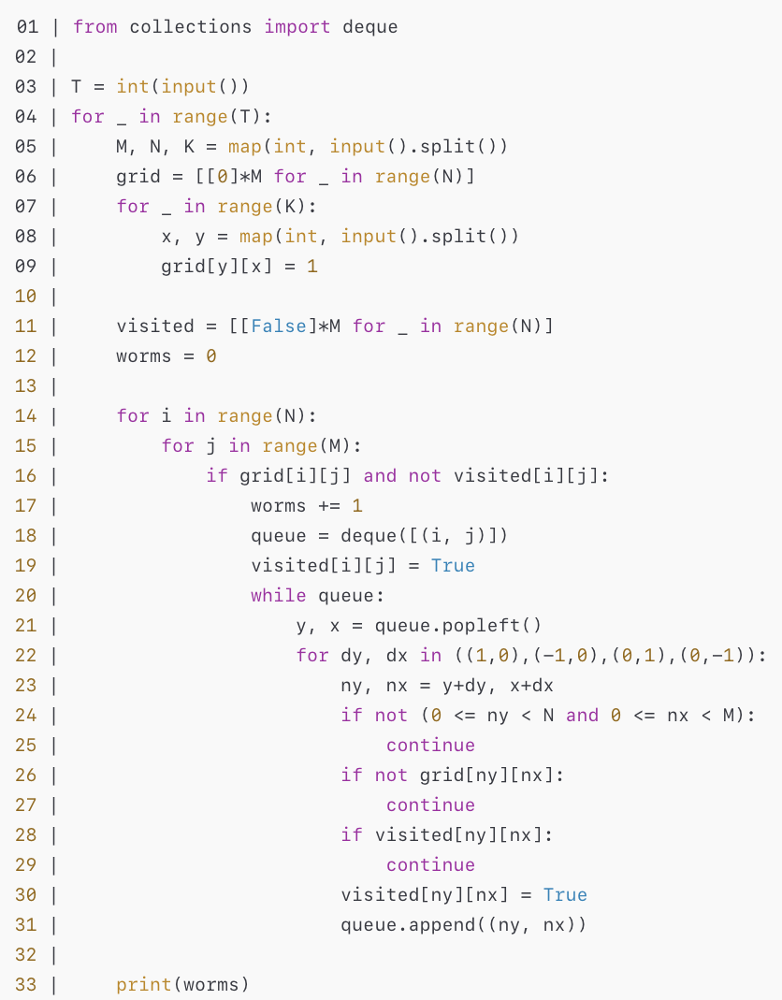 01 | from collections import deque
02 |
03 | T = int(input())
04 | for _ in range(T):
05 |     M, N, K = map(int, input().split())
06 |     grid = [[0]*M for _ in range(N)]
07 |     for _ in range(K):
08 |         x, y = map(int, input().split())
09 |         grid[y][x] = 1
10 |
11 |     visited = [[False]*M for _ in range(N)]
12 |     worms = 0
13 |
14 |     for i in range(N):
15 |         for j in range(M):
16 |             if grid[i][j] and not visited[i][j]:
17 |                 worms += 1
18 |                 queue = deque([(i, j)])
19 |                 visited[i][j] = True
20 |                 while queue:
21 |                     y, x = queue.popleft()
22 |                     for dy, dx in ((1,0),(-1,0),(0,1),(0,-1)):
23 |                         ny, nx = y+dy, x+dx
24 |                         if not (0 <= ny < N and 0 <= nx < M):
25 |                             continue
26 |                         if not grid[ny][nx]:
27 |                             continue
28 |                         if visited[ny][nx]:
29 |                             continue
30 |                         visited[ny][nx] = True
31 |                         queue.append((ny, nx))
32 |
33 |     print(worms)